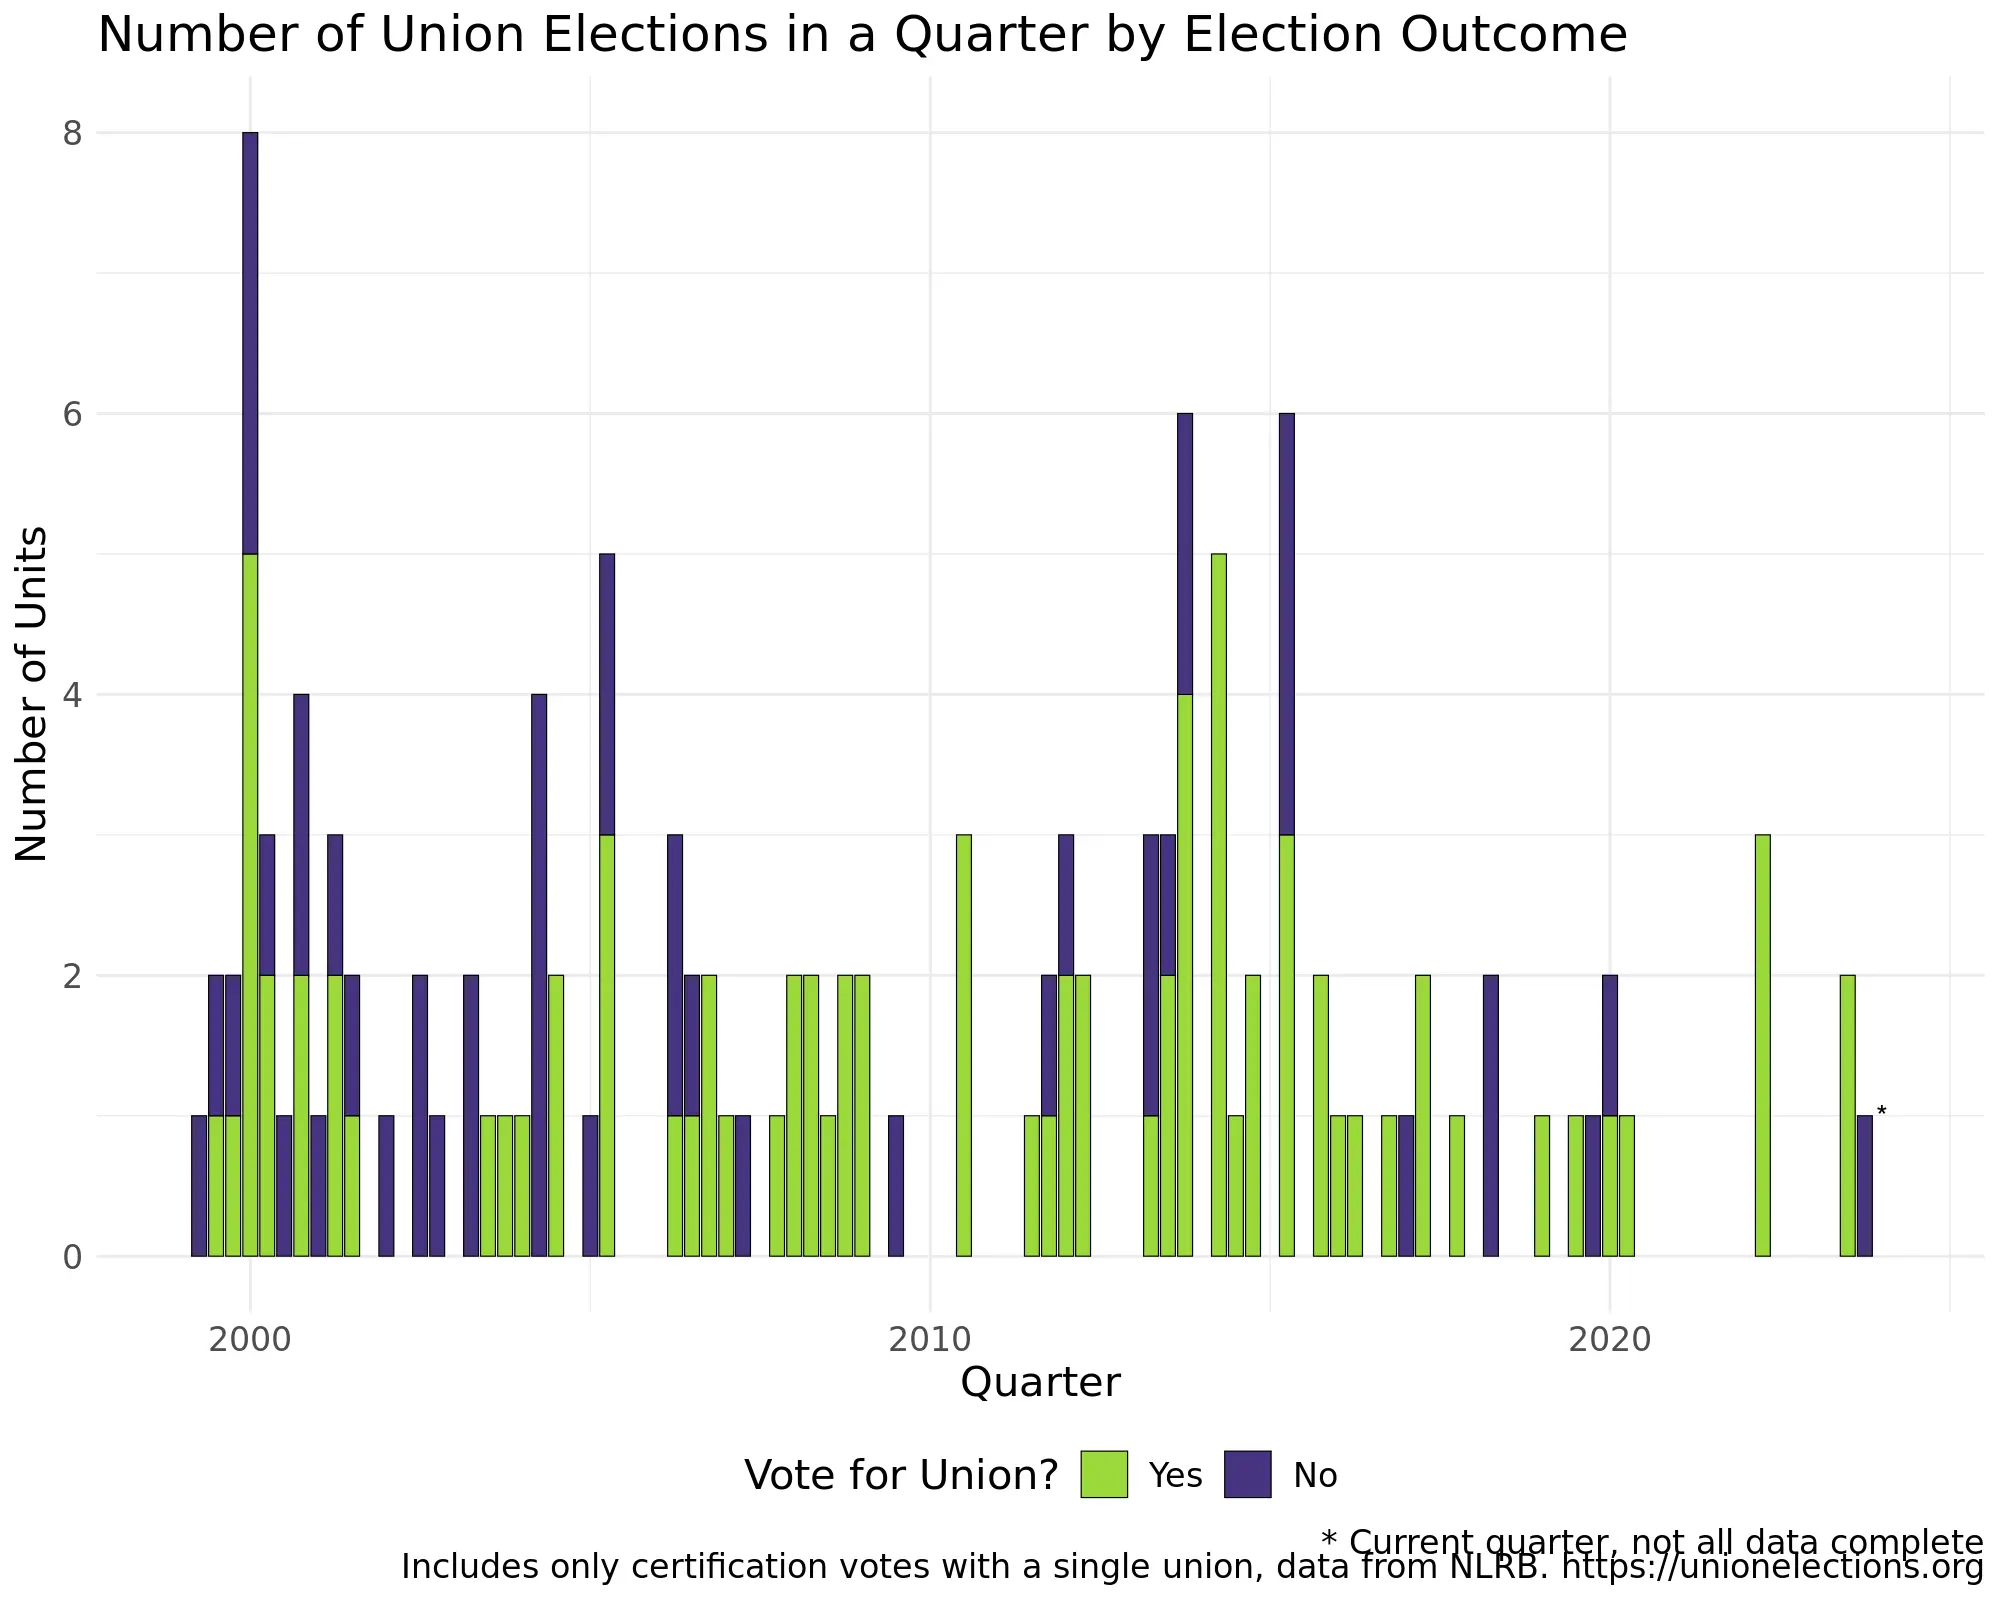 Number of Union Elections in a Quarter by Election Outcome
Number of Units
8
6
4
2
0
*
2000 2010 2020
Quarter
Vote for Union? Yes No
* Current quarter, not all data complete
Includes only certification votes with a single union, data from NLRB. https://unionelections.org